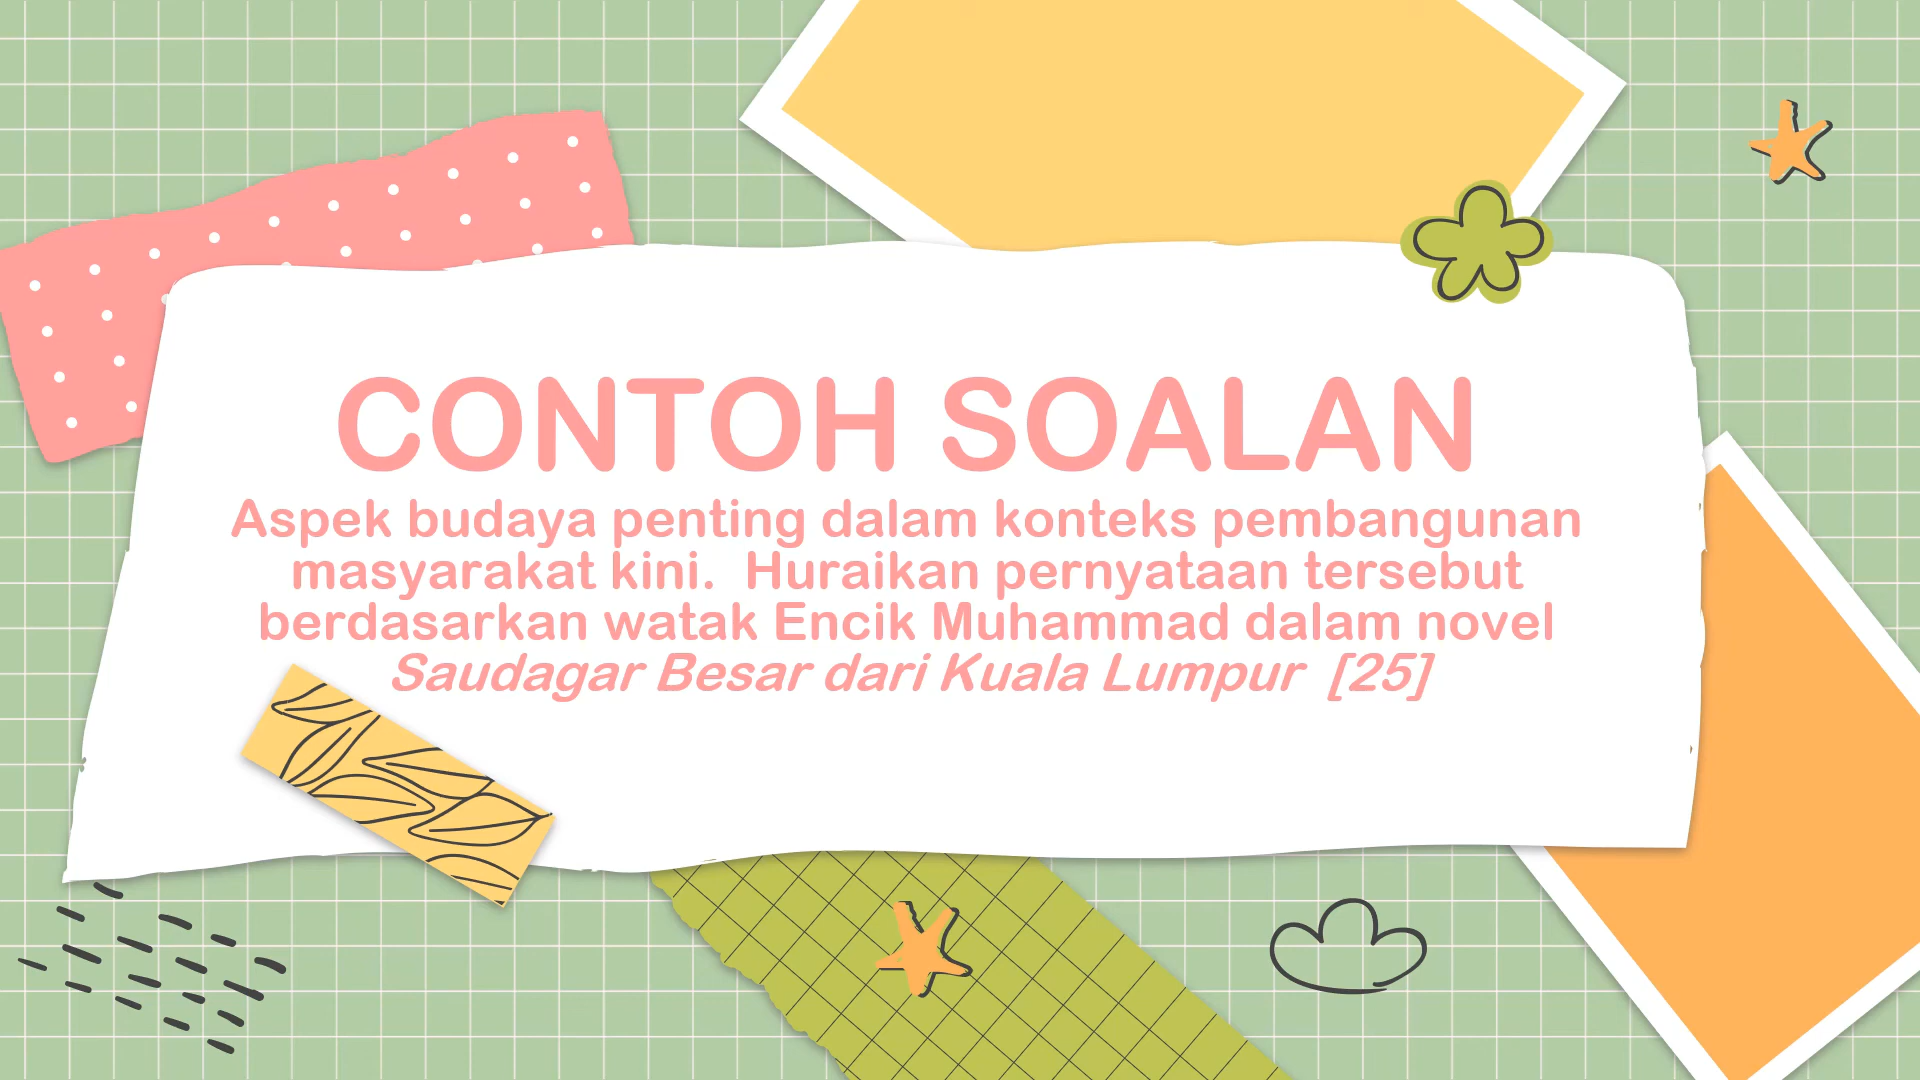 CONTOH SOALAN
Aspek budaya penting dalam konteks pembangunan
masyarakat kini.  Huraikan pernyataan tersebut
berdasarkan watak Encik Muhammad dalam novel
Saudagar Besar dari Kuala Lumpur  [25]